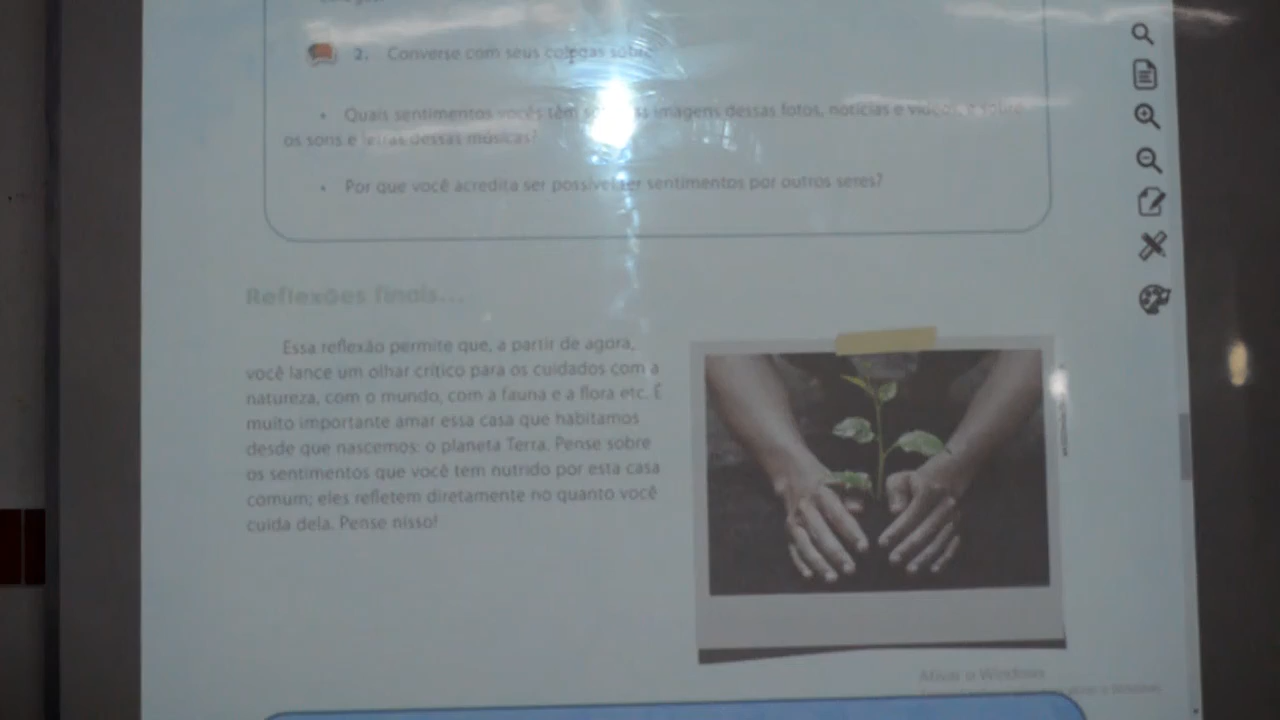 2. Converse com seus colegas sobre
• Quais sentimentos vocês têm imagens dessas fotos, notícias e vídeos, e sobre
os sons e letras dessas músicas?
• Por que você acredita ser possível ter sentimentos por outros seres?
Reflexões finais...
Essa reflexão permite que, a partir de agora,
você lance um olhar crítico para os cuidados com a
natureza, com o mundo, com a fauna e a flora etc. É
muito importante amar essa casa que habitamos
desde que nascemos: o planeta Terra. Pense sobre
os sentimentos que você tem nutrido por esta casa
comum; eles refletem diretamente no quanto você
cuida dela. Pense nisso!
Ativar o Windows